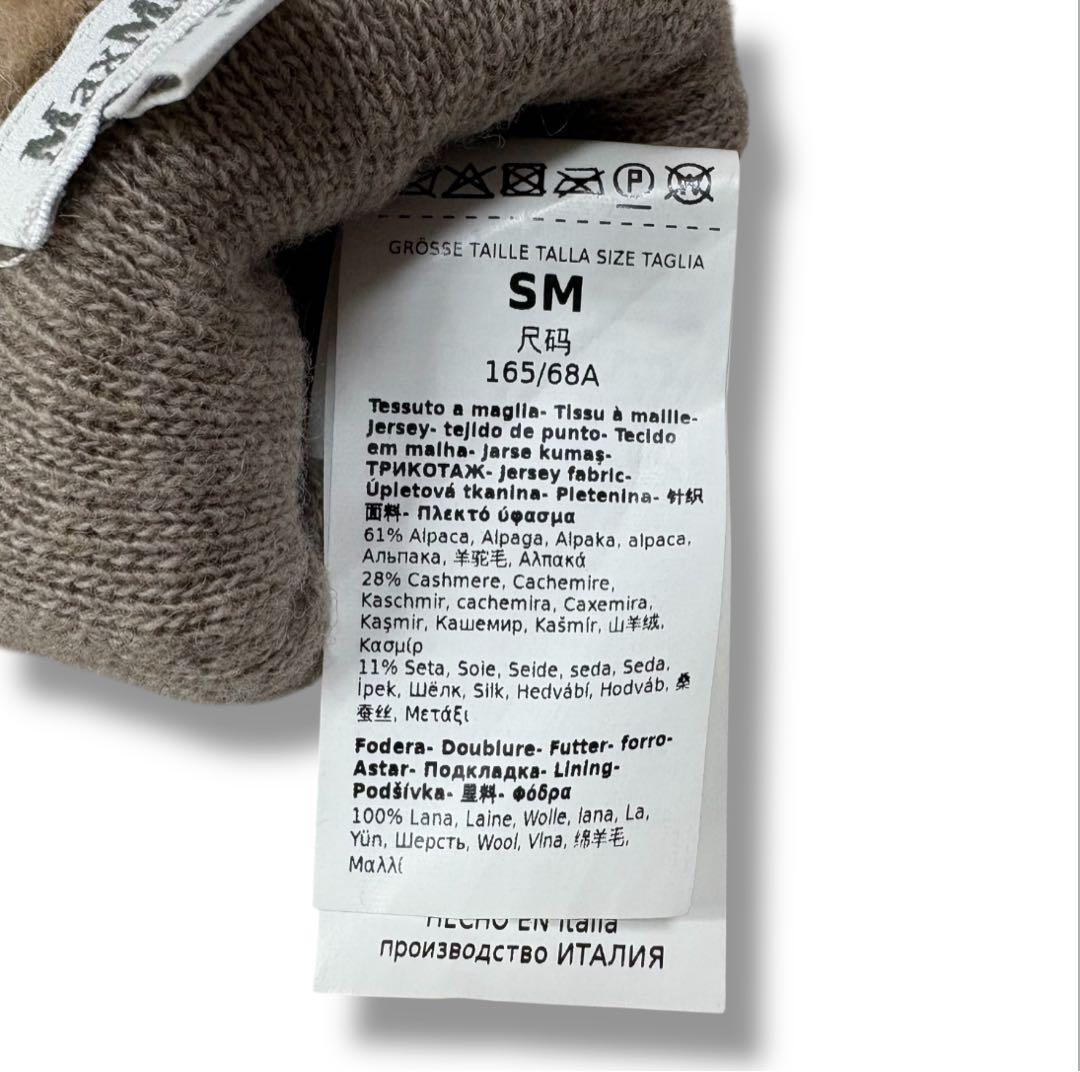 MaxM
P
W
GRÖSSE TAILLE TALLA SIZE TAGLIA
SM
尺码
165/68A
Tessuto a maglia- Tissu à maille-
Jersey- tejido de punto- Tecido
em malha- Jarse kumaş-
ТРИКОТАЖ- Jersey fabric-
Úpletová tkanina- Pletenina- 针织
面料- Πλεκτό ύφασμα
61% Alpaca, Alpaga, Alpaka, alpaca,
Альпака, 羊驼毛, Αλπακά
28% Cashmere, Cachemire,
Kaschmir, cachemira, Caxemira,
Kaşmir, Кашемир, Kašmír, 山羊绒,
Κασμίρ
11% Seta, Soie, Seide, seda, Seda,
İpek, Шёлк, Silk, Hedvábí, Hodváb, 桑
蚕丝, Μετάξι
Fodera- Doublure- Futter- forro-
Astar- Подкладка- Lining-
Podšívka- 里料- Φόδρα
100% Lana, Laine, Wolle, lana, La,
Yün, Шерсть, Wool, Vlna, 绵羊毛,
Μαλλί
HECHO EN Italia
производство ИТАЛИЯ